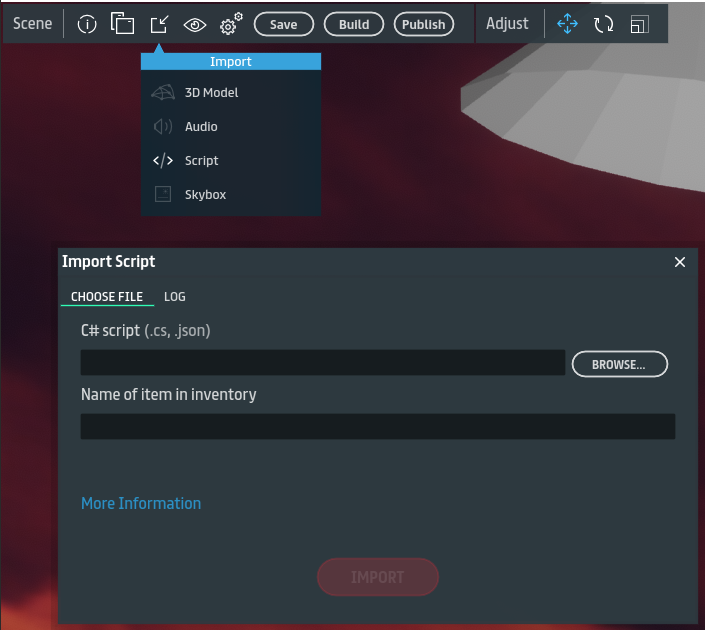 Scene Save Build Publish Adjust
Import
3D Model
Audio
</> Script
Skybox
Import Script
CHOOSE FILE LOG
C# script (.cs, .json)
BROWSE...
Name of item in inventory
More Information
IMPORT